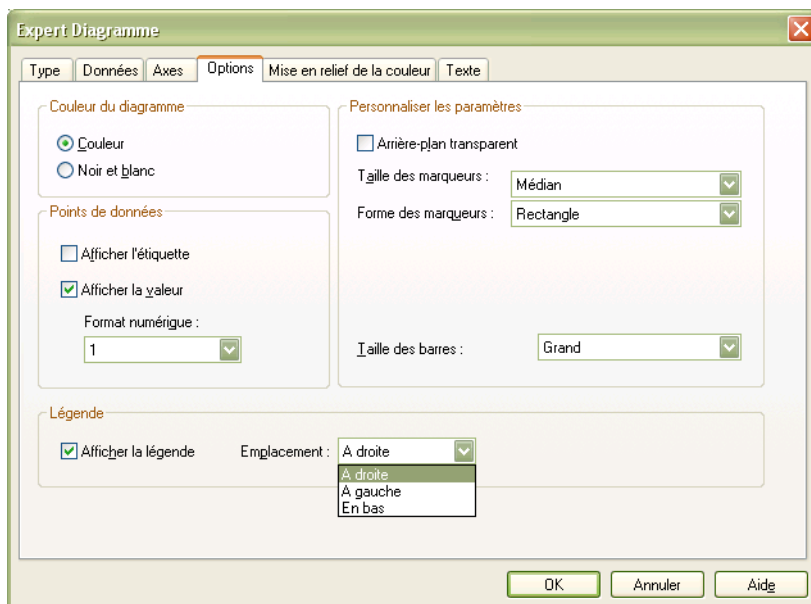 Expert Diagramme
Type Données Axes Options Mise en relief de la couleur Texte
Couleur du diagramme
Couleur
Noir et blanc
Points de données
Afficher l'étiquette
Afficher la valeur
Format numérique :
1
Personnaliser les paramètres
Arrière-plan transparent
Taille des marqueurs : Médian
Forme des marqueurs : Rectangle
Taille des barres : Grand
Légende
Afficher la légende Emplacement : A droite
A droite
A gauche
En bas
OK Annuler Aide